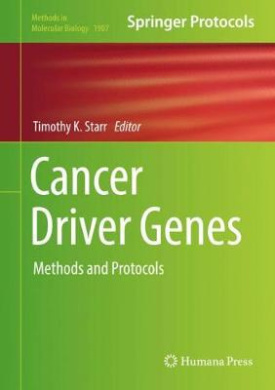 Methods in
Molecular Biology 1907
Springer Protocols
Timothy K. Starr Editor
Cancer
Driver Genes
Methods and Protocols
Humana Press